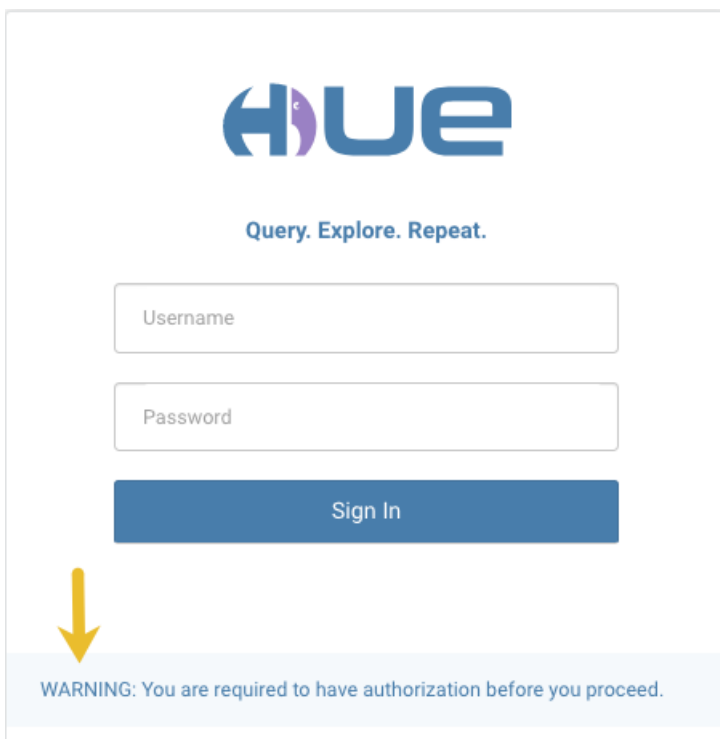 HUE
Query. Explore. Repeat.
Username
Password
Sign In
WARNING: You are required to have authorization before you proceed.